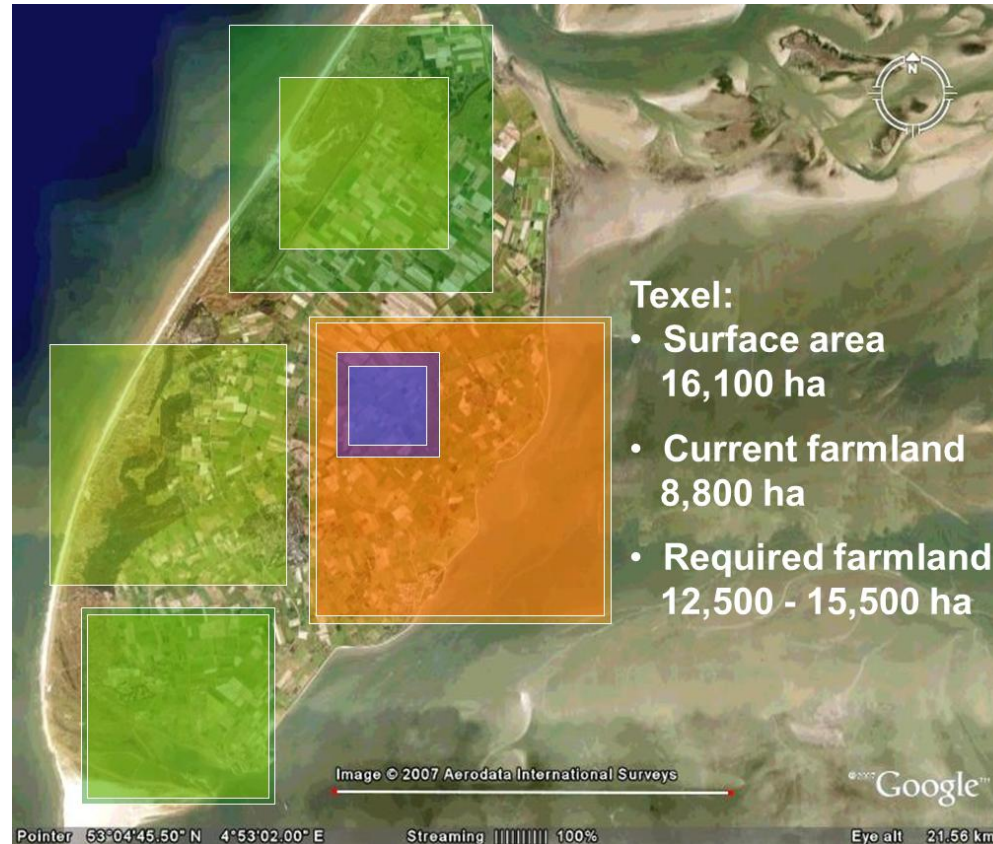 N
Texel:
• Surface area
16,100 ha
• Current farmland
8,800 ha
• Required farmland
12,500 - 15,500 ha
Image © 2007 Aerodata International Surveys
©2007 Google™
Pointer 53°04'45.50" N 4°53'02.00" E Streaming |||||||||| 100% Eye alt 21.56 km